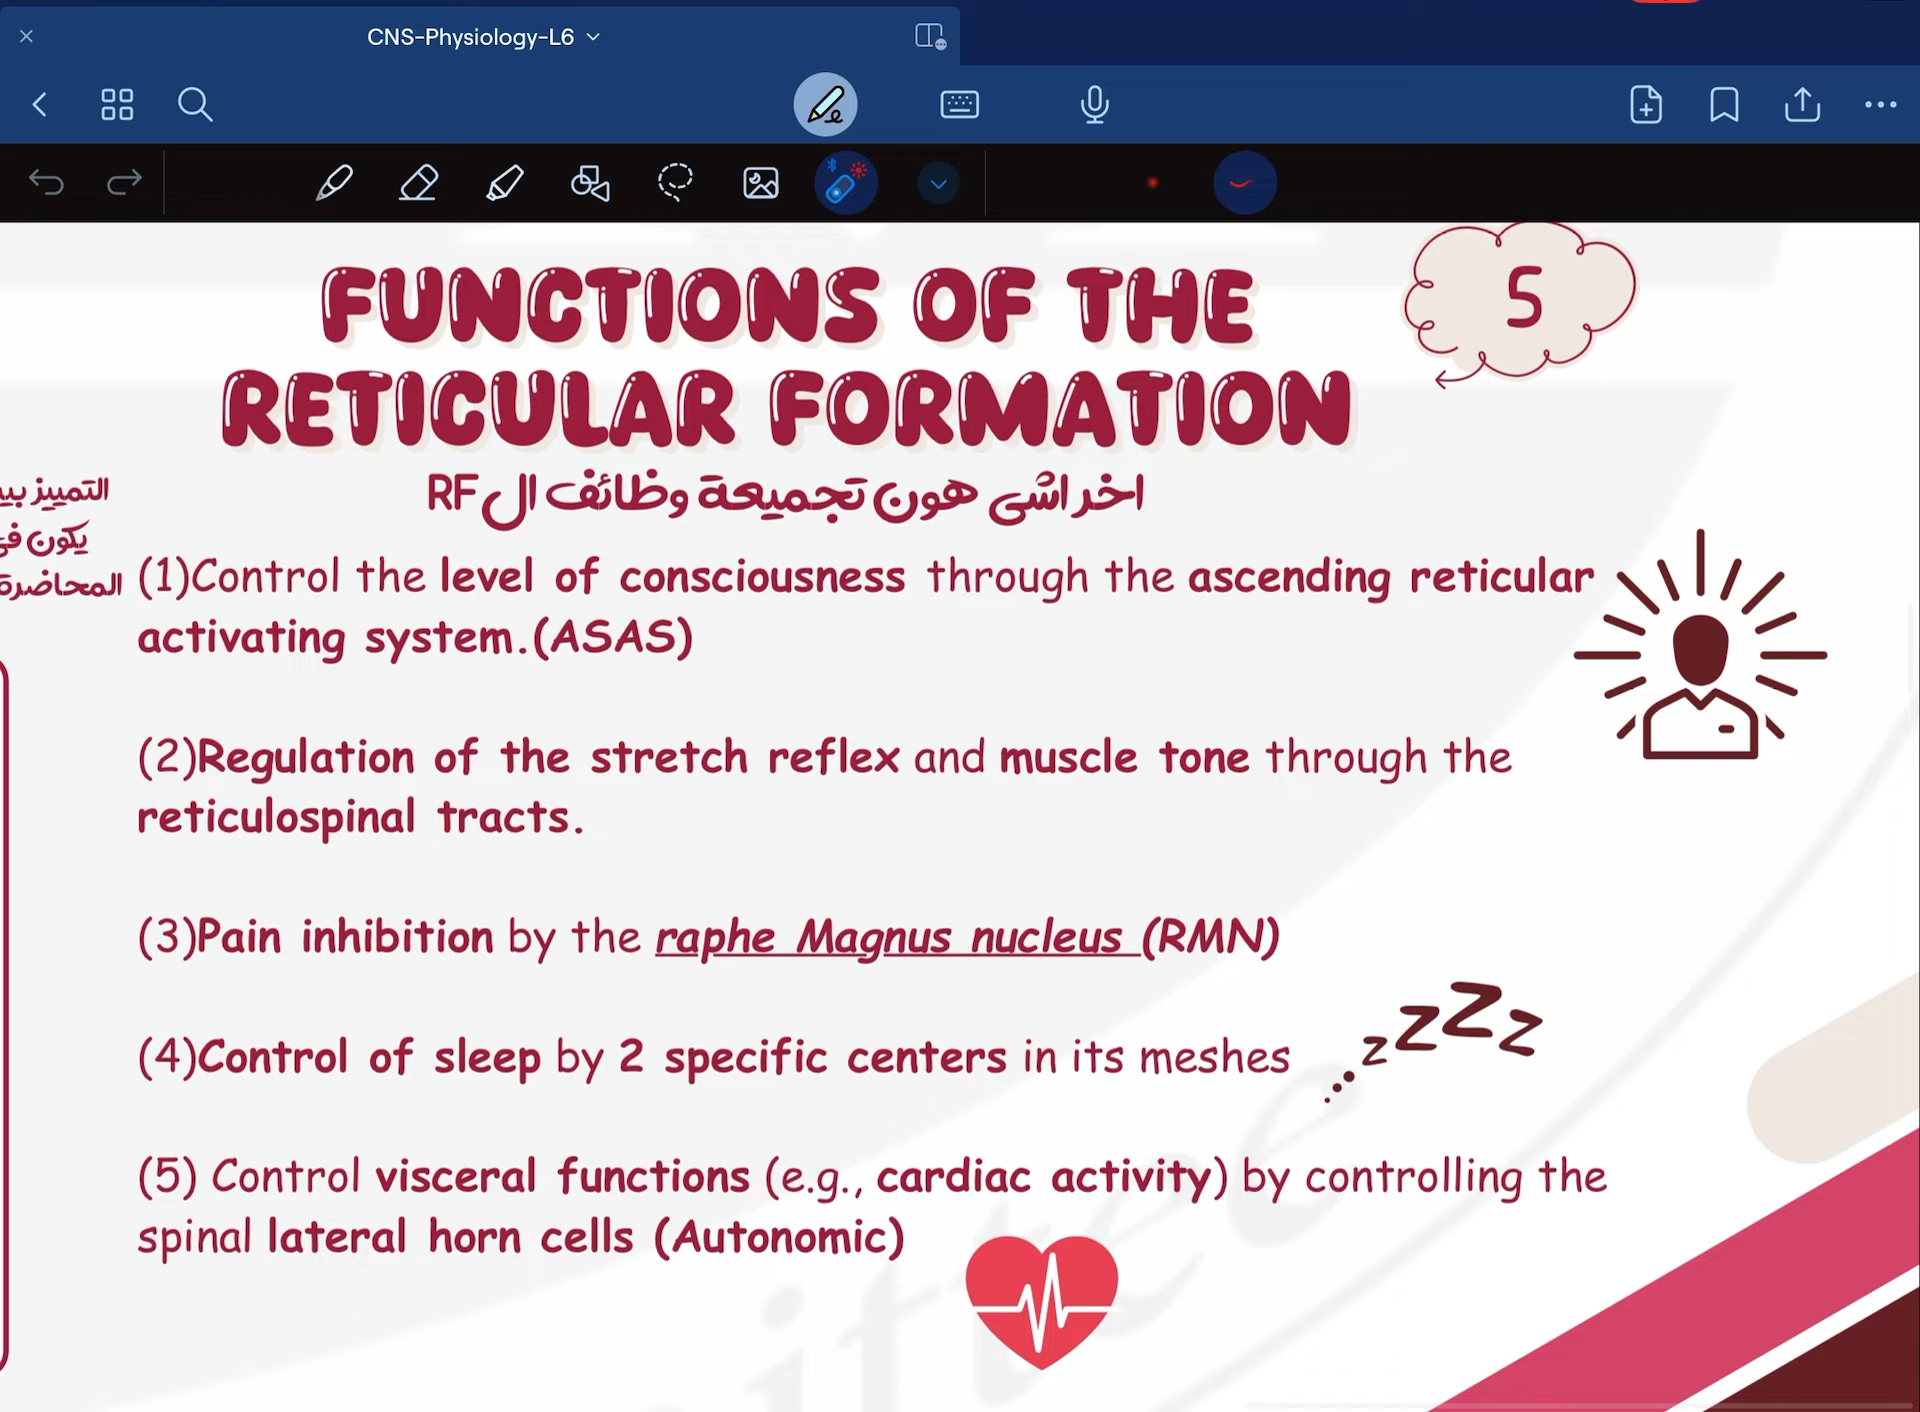 CNS-Physiology-L6
FUNCTIONS OF THE
RETICULAR FORMATION
5
اخراشي هون تجميعة وظائف ال RF
التمييز
يكون
المحاضرة
(1)Control the level of consciousness through the ascending reticular
activating system.(ASAS)
(2)Regulation of the stretch reflex and muscle tone through the
reticulospinal tracts.
(3)Pain inhibition by the raphe Magnus nucleus (RMN)
(4)Control of sleep by 2 specific centers in its meshes
z z z z
(5) Control visceral functions (e.g., cardiac activity) by controlling the
spinal lateral horn cells (Autonomic)